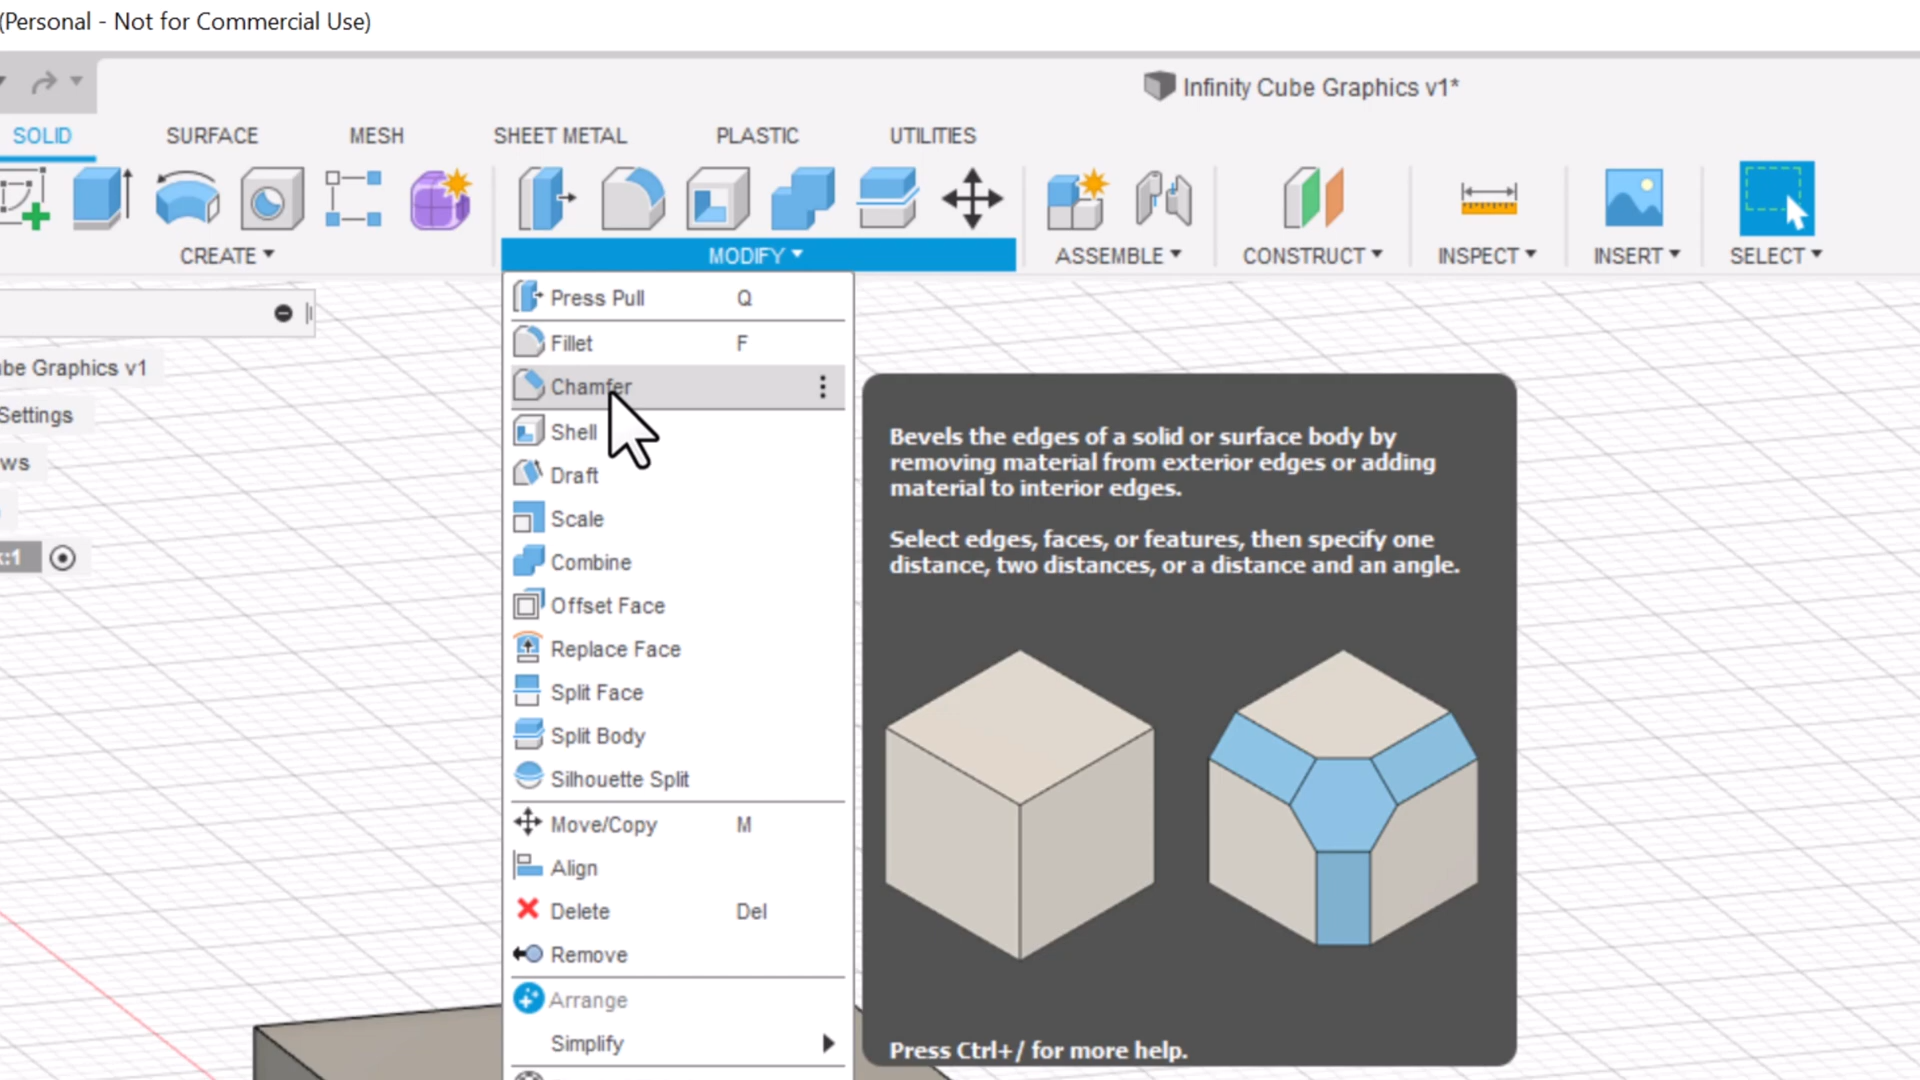 (Personal - Not for Commercial Use)
Infinity Cube Graphics v1*
SOLID SURFACE MESH SHEET METAL PLASTIC UTILITIES
CREATE MODIFY ASSEMBLE CONSTRUCT INSPECT INSERT SELECT
Press Pull Q
Fillet F
Chamfer
Shell
Draft
Scale
Combine
Offset Face
Replace Face
Split Face
Split Body
Silhouette Split
Move/Copy M
Align
Delete Del
Remove
Arrange
Simplify
Graphics v1
Settings
:1
Bevels the edges of a solid or surface body by
removing material from exterior edges or adding
material to interior edges.
Select edges, faces, or features, then specify one
distance, two distances, or a distance and an angle.
Press Ctrl+/ for more help.